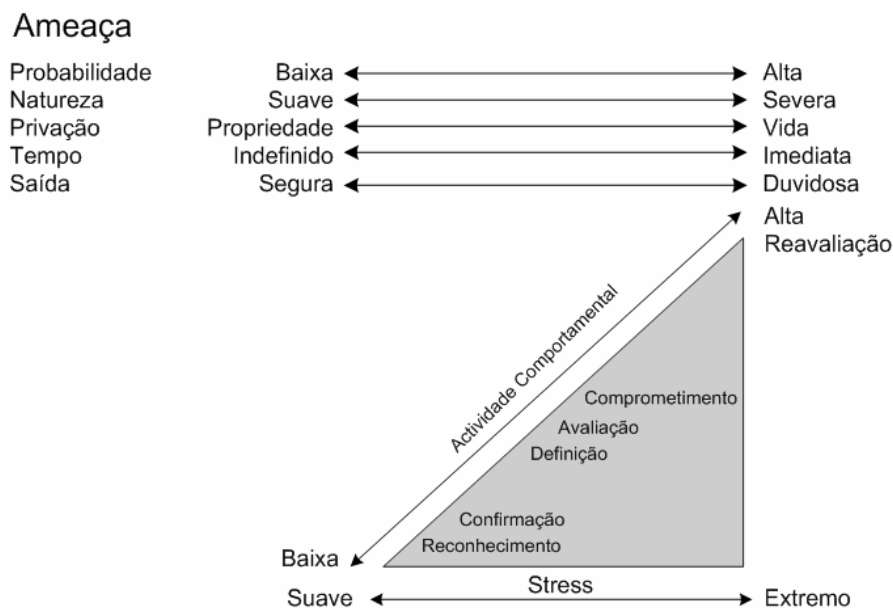 Ameaça
Probabilidade Baixa Alta
Natureza Suave Severa
Privação Propriedade Vida
Tempo Indefinido Imediata
Saída Segura Duvidosa
Alta
Reavaliação
Actividade Comportamental
Comprometimento
Avaliação
Definição
Confirmação
Reconhecimento
Baixa
Suave Stress Extremo